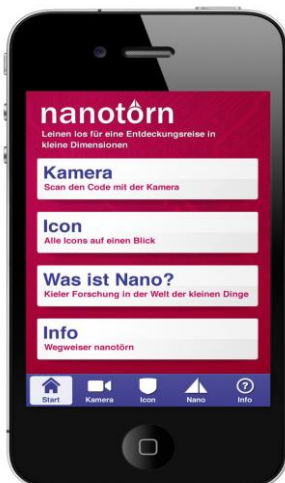 nanotörn
Leinen los für eine Entdeckungsreise in
kleine Dimensionen
Kamera
Scan den Code mit der Kamera
Icon
Alle Icons auf einen Blick
Was ist Nano?
Kieler Forschung in der Welt der kleinen Dinge
Info
Wegweiser nanotörn
Start Kamera Icon Nano Info